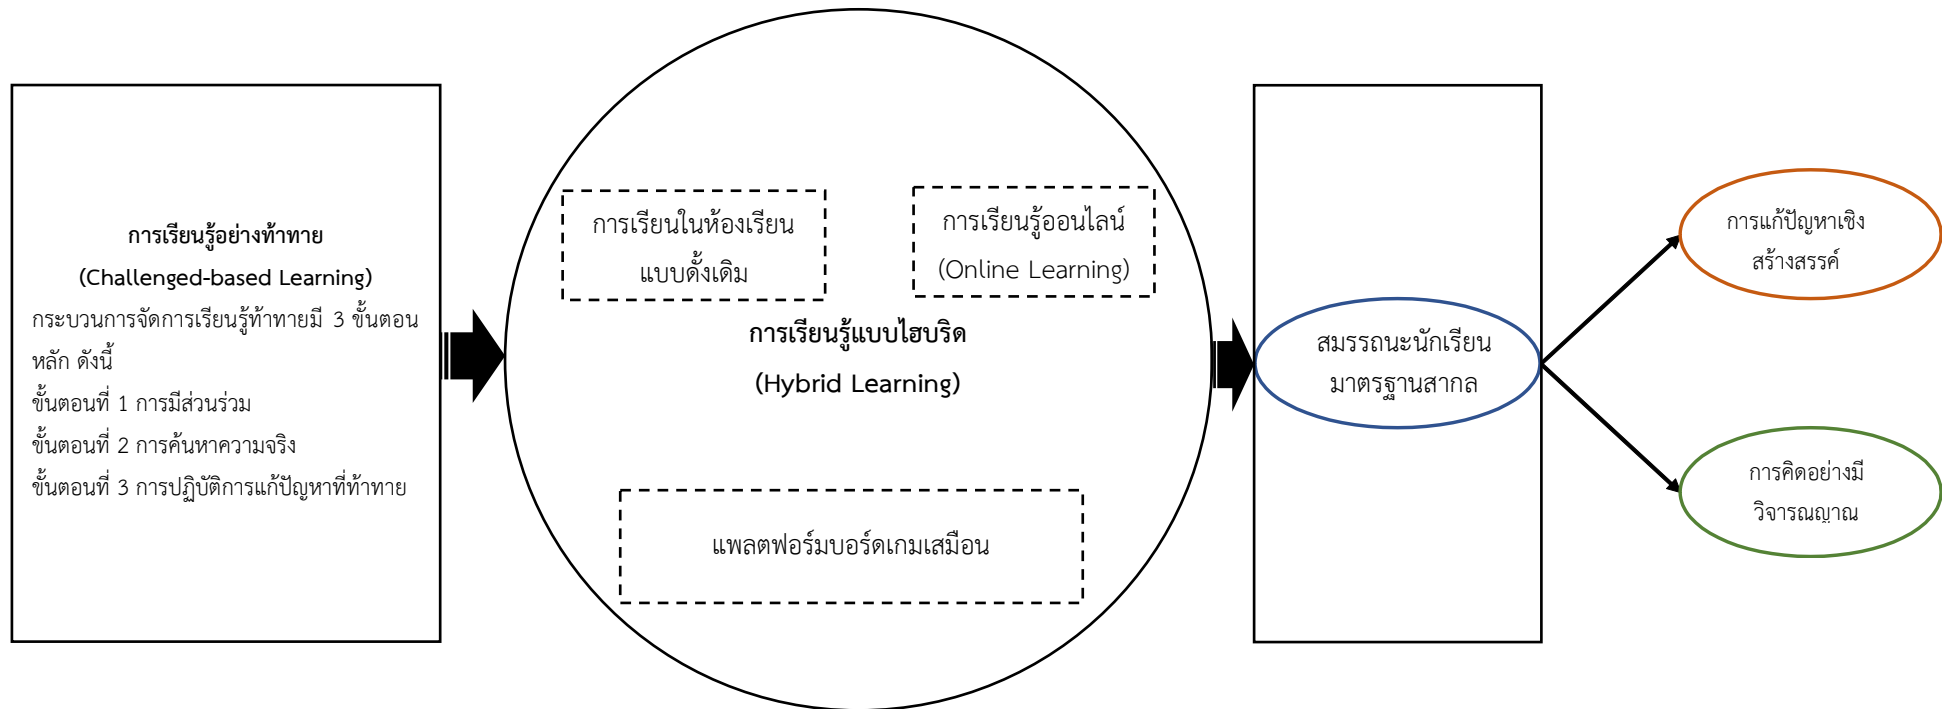 การเรียนรู้อย่างท้าทาย
(Challenged-based Learning)
กระบวนการจัดการเรียนรู้ท้าทายมี 3 ขั้นตอน
หลัก ดังนี้
ขั้นตอนที่ 1 การมีส่วนร่วม
ขั้นตอนที่ 2 การค้นหาความจริง
ขั้นตอนที่ 3 การปฏิบัติการแก้ปัญหาที่ท้าทาย
การเรียนในห้องเรียน
แบบดั้งเดิม
การเรียนรู้ออนไลน์
(Online Learning)
การเรียนรู้แบบไฮบริด
(Hybrid Learning)
แพลตฟอร์มบอร์ดเกมเสมือน
สมรรถนะนักเรียน
มาตรฐานสากล
การแก้ปัญหาเชิง
สร้างสรรค์
การคิดอย่างมี
วิจารณญาณ